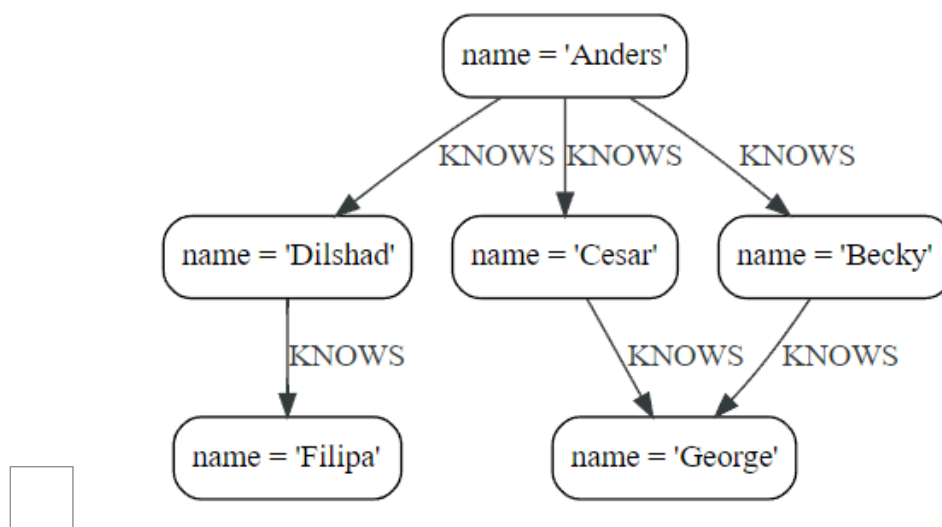 name = 'Anders'
KNOWS KNOWS KNOWS
name = 'Dilshad' name = 'Cesar' name = 'Becky'
KNOWS KNOWS KNOWS
name = 'Filipa' name = 'George'